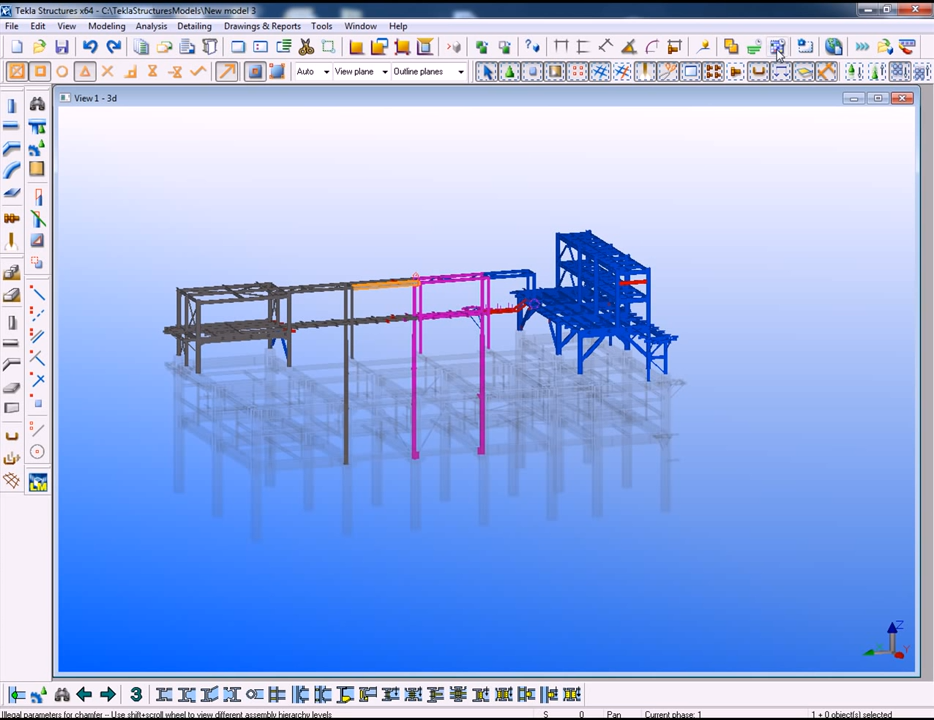 Tekla Structures x64 - C:\TeklaStructuresModels\New model 3
File Edit View Modeling Analysis Detailing Drawings & Reports Tools Window Help
Auto View plane Outline planes
View 1 - 3d
Z
LM
3
Illegal parameters for chamfer -- Use shift+scroll wheel to view different assembly hierarchy levels. S 0 Pan Current phase: 1 1 + 0 object(s) selected